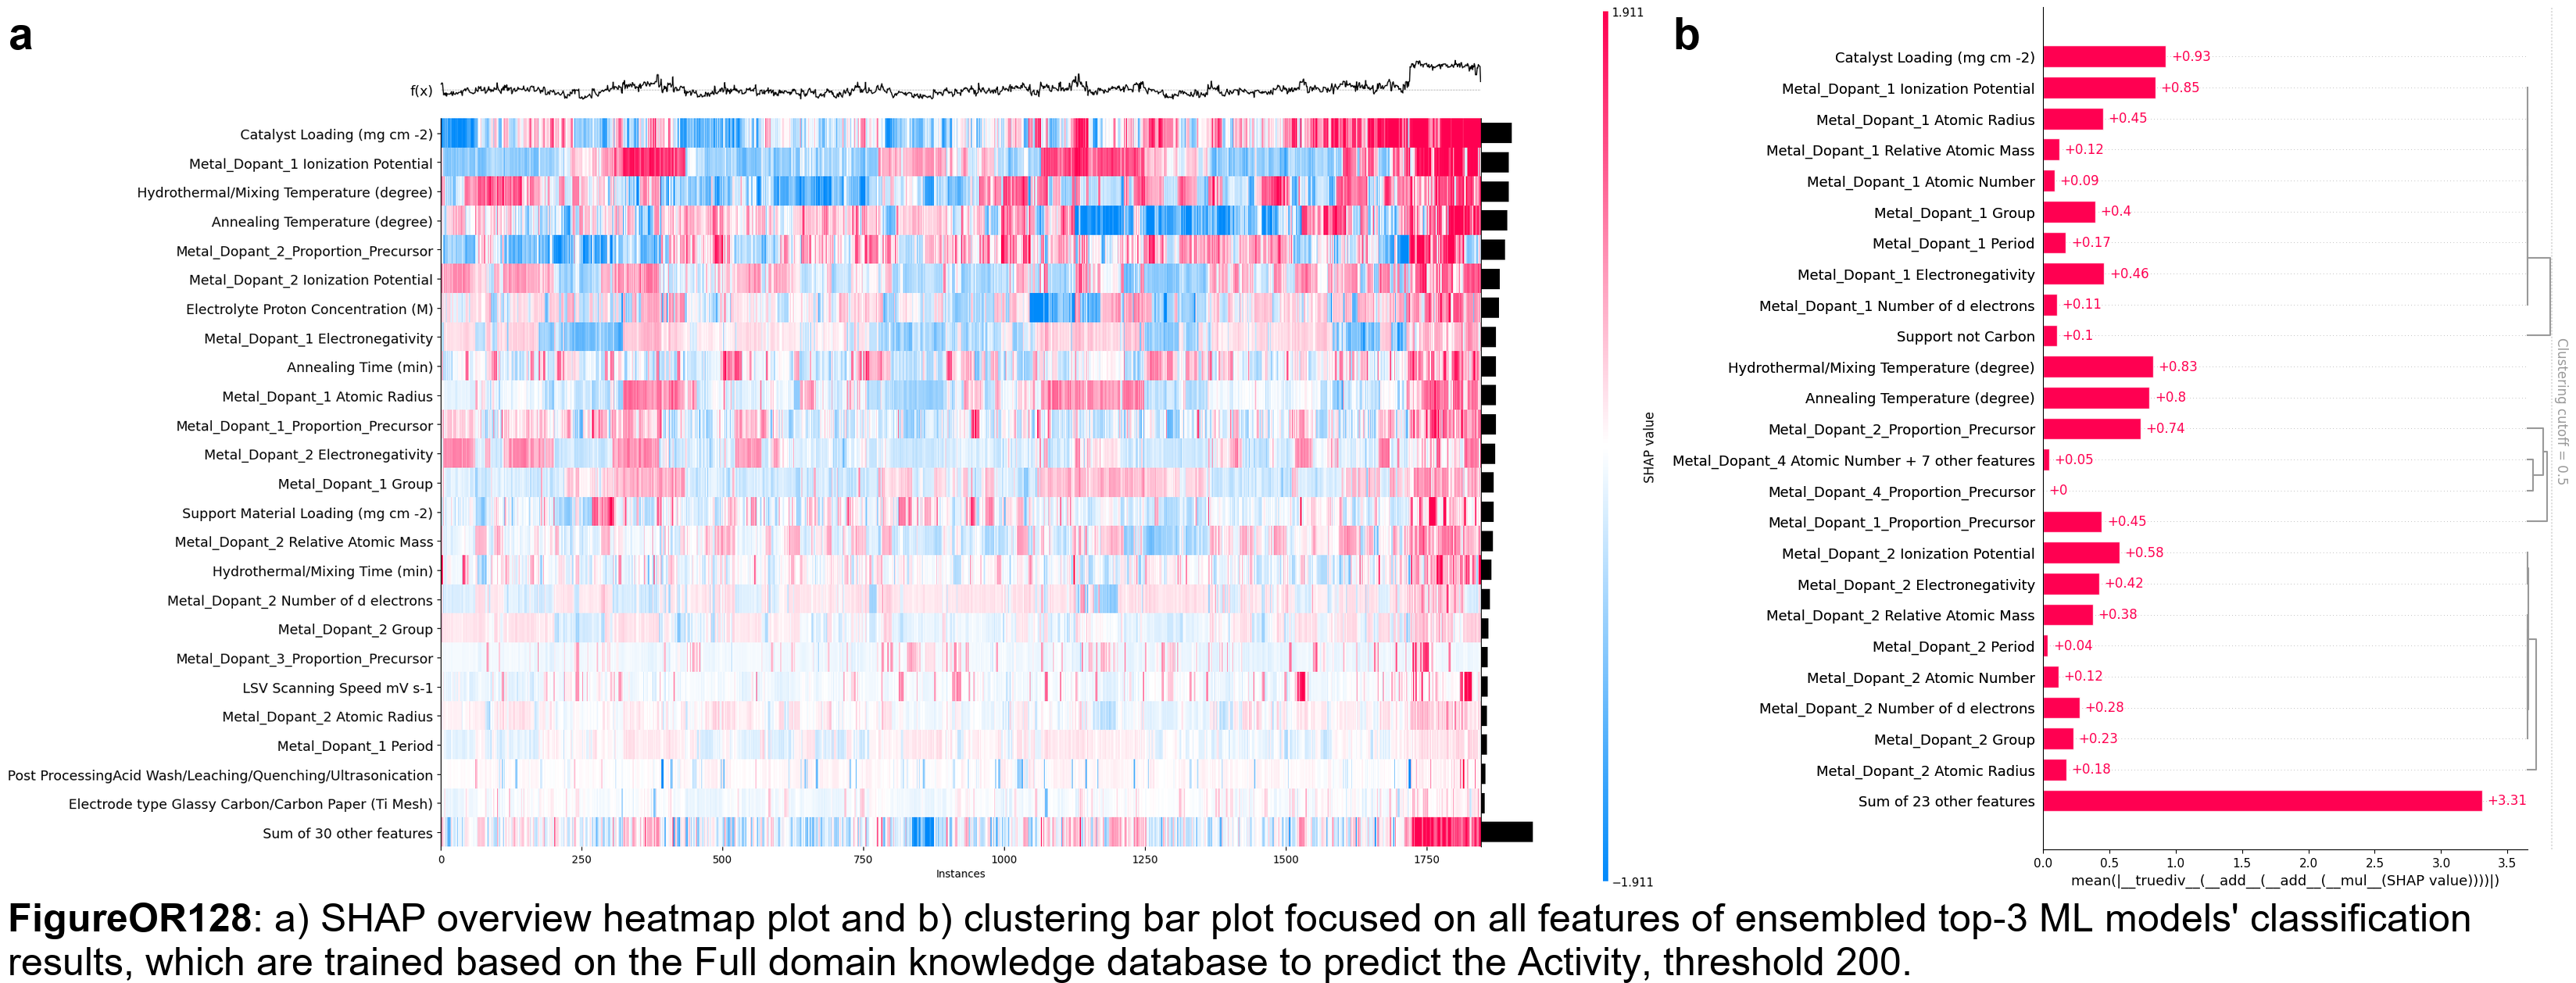 a
f(x)
Catalyst Loading (mg cm -2)
Metal_Dopant_1 Ionization Potential
Hydrothermal/Mixing Temperature (degree)
Annealing Temperature (degree)
Metal_Dopant_2_Proportion_Precursor
Metal_Dopant_2 Ionization Potential
Electrolyte Proton Concentration (M)
Metal_Dopant_1 Electronegativity
Annealing Time (min)
Metal_Dopant_1 Atomic Radius
Metal_Dopant_1_Proportion_Precursor
Metal_Dopant_2 Electronegativity
Metal_Dopant_1 Group
Support Material Loading (mg cm -2)
Metal_Dopant_2 Relative Atomic Mass
Hydrothermal/Mixing Time (min)
Metal_Dopant_2 Number of d electrons
Metal_Dopant_2 Group
Metal_Dopant_3_Proportion_Precursor
LSV Scanning Speed mV s-1
Metal_Dopant_2 Atomic Radius
Metal_Dopant_1 Period
Post ProcessingAcid Wash/Leaching/Quenching/Ultrasonication
Electrode type Glassy Carbon/Carbon Paper (Ti Mesh)
Sum of 30 other features
0 250 500 750 1000 1250 1500 1750
Instances
1.911
SHAP value
−1.911
b
Catalyst Loading (mg cm -2) +0.93
Metal_Dopant_1 Ionization Potential +0.85
Metal_Dopant_1 Atomic Radius +0.45
Metal_Dopant_1 Relative Atomic Mass +0.12
Metal_Dopant_1 Atomic Number +0.09
Metal_Dopant_1 Group +0.4
Metal_Dopant_1 Period +0.17
Metal_Dopant_1 Electronegativity +0.46
Metal_Dopant_1 Number of d electrons +0.11
Support not Carbon +0.1
Hydrothermal/Mixing Temperature (degree) +0.83
Annealing Temperature (degree) +0.8
Metal_Dopant_2_Proportion_Precursor +0.74
Metal_Dopant_4 Atomic Number + 7 other features +0.05
Metal_Dopant_4_Proportion_Precursor +0
Metal_Dopant_1_Proportion_Precursor +0.45
Metal_Dopant_2 Ionization Potential +0.58
Metal_Dopant_2 Electronegativity +0.42
Metal_Dopant_2 Relative Atomic Mass +0.38
Metal_Dopant_2 Period +0.04
Metal_Dopant_2 Atomic Number +0.12
Metal_Dopant_2 Number of d electrons +0.28
Metal_Dopant_2 Group +0.23
Metal_Dopant_2 Atomic Radius +0.18
Sum of 23 other features +3.31
0.0 0.5 1.0 1.5 2.0 2.5 3.0 3.5
mean(|__truediv__(__add__(__add__(__mul__(SHAP value))))|)
Clustering cutoff = 0.5
FigureOR128: a) SHAP overview heatmap plot and b) clustering bar plot focused on all features of ensembled top-3 ML models' classification
results, which are trained based on the Full domain knowledge database to predict the Activity, threshold 200.